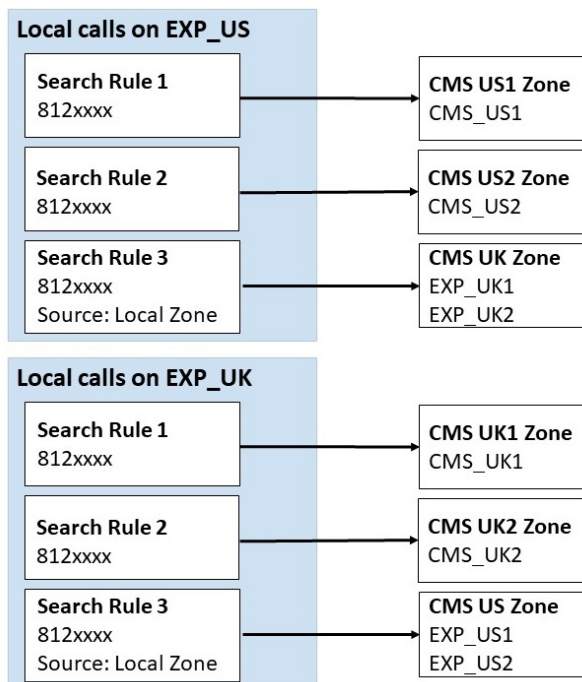 Local calls on EXP_US
Search Rule 1
812xxxx
CMS US1 Zone
CMS_US1
Search Rule 2
812xxxx
CMS US2 Zone
CMS_US2
Search Rule 3
812xxxx
Source: Local Zone
CMS UK Zone
EXP_UK1
EXP_UK2
Local calls on EXP_UK
Search Rule 1
812xxxx
CMS UK1 Zone
CMS_UK1
Search Rule 2
812xxxx
CMS UK2 Zone
CMS_UK2
Search Rule 3
812xxxx
Source: Local Zone
CMS US Zone
EXP_US1
EXP_US2